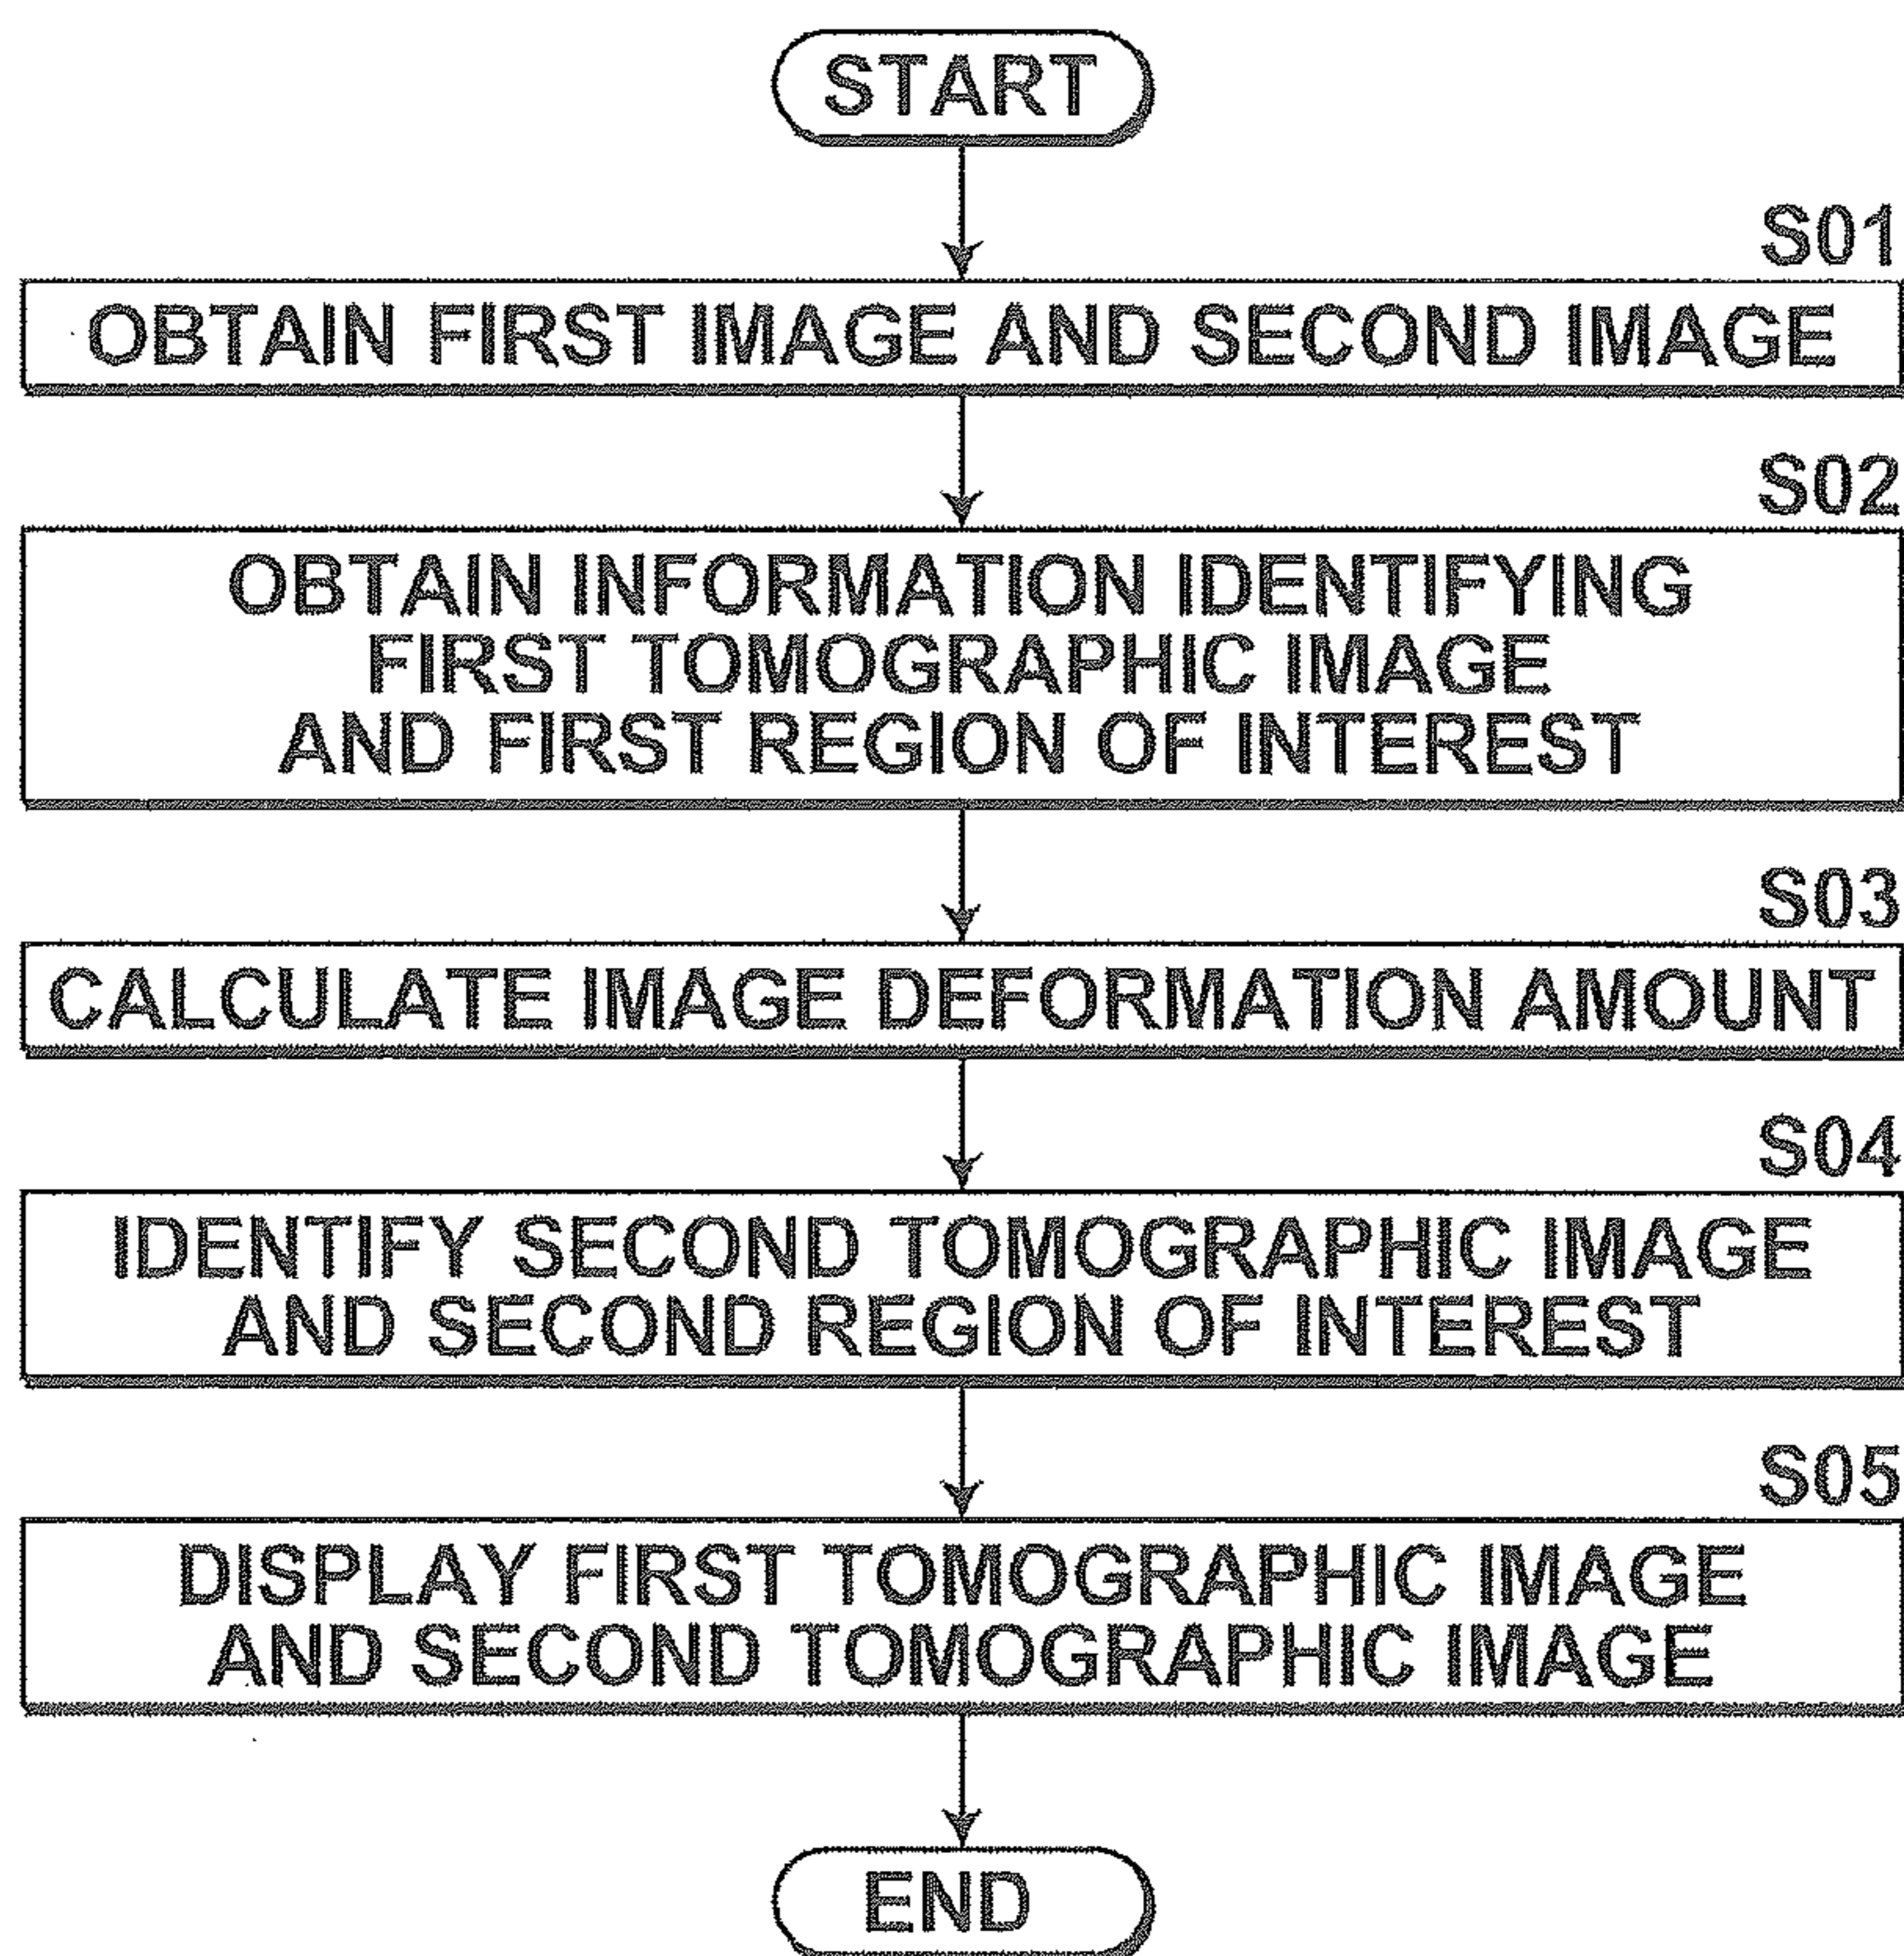 START
S01
OBTAIN FIRST IMAGE AND SECOND IMAGE
S02
OBTAIN INFORMATION IDENTIFYING
FIRST TOMOGRAPHIC IMAGE
AND FIRST REGION OF INTEREST
S03
CALCULATE IMAGE DEFORMATION AMOUNT
S04
IDENTIFY SECOND TOMOGRAPHIC IMAGE
AND SECOND REGION OF INTEREST
S05
DISPLAY FIRST TOMOGRAPHIC IMAGE
AND SECOND TOMOGRAPHIC IMAGE
END